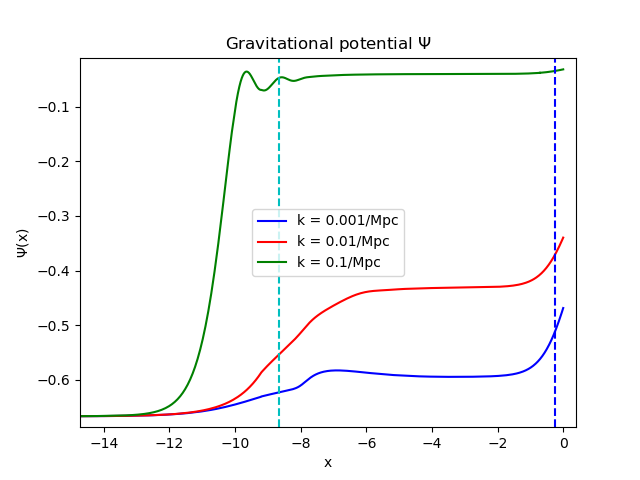 Gravitational potential Ψ
−0.1
−0.2
−0.3
−0.4
−0.5
−0.6
Ψ(x)
k = 0.001/Mpc
k = 0.01/Mpc
k = 0.1/Mpc
−14 −12 −10 −8 −6 −4 −2 0
x